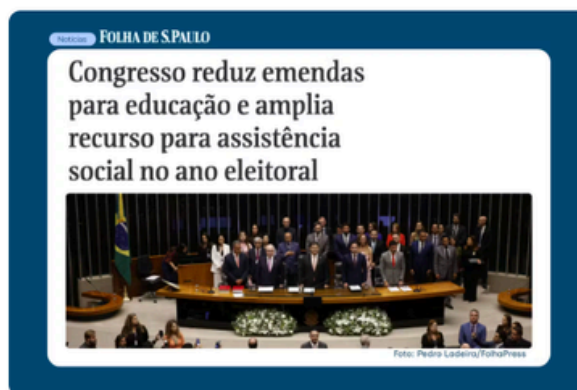 Notícias FOLHA DE S.PAULO
Congresso reduz emendas
para educação e amplia
recurso para assistência
social no ano eleitoral
Foto: Pedro Ladeira/FolhaPress